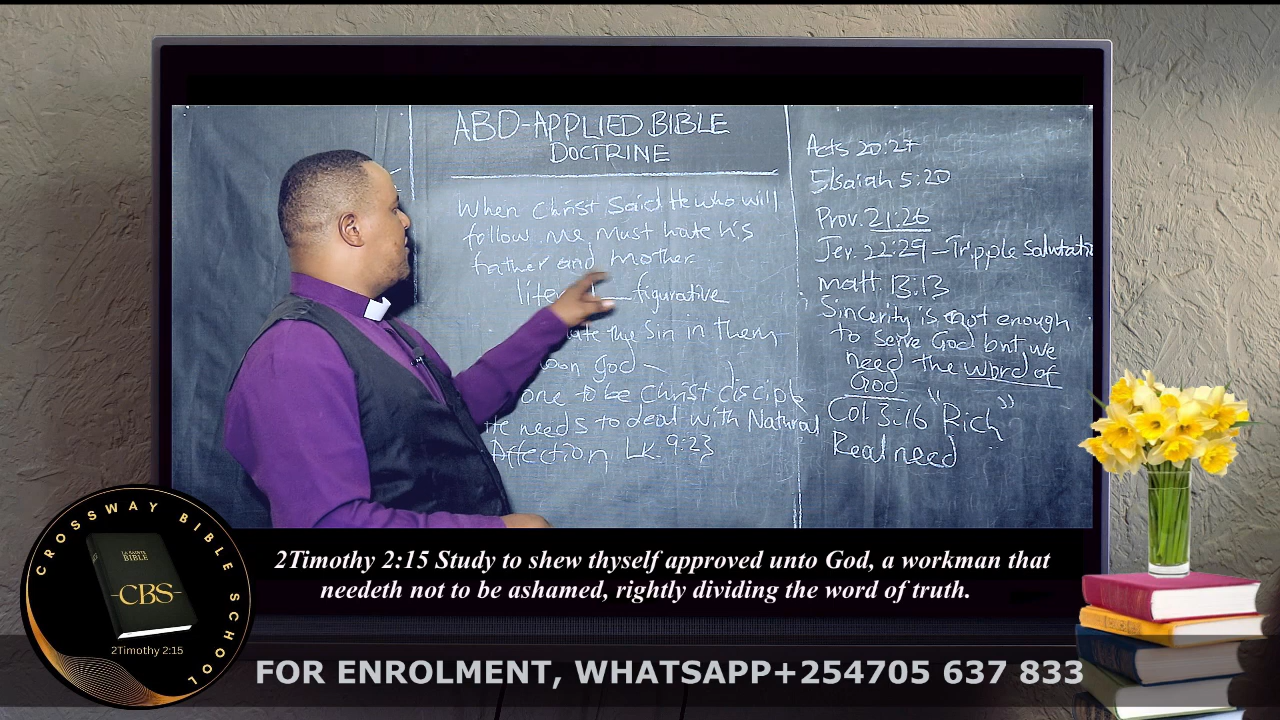 ABD-APPLIED BIBLE
DOCTRINE
When Christ Said He who will
follow me must hate his
father and mother
figurative
the Sin in them
God
one to be Christ discipl
He needs to deal with Natural
Affection Lk 9:23
Acts 20:27
Isaiah 5:20
Prov. 21:26
Jer. 22:29 – Tripple Salutati
matt. 13:13
Sincerity is not enough
to serve God but we
need the word of
God
Col 3:16 "Rich"
Real need
CROSSWAY BIBLE SCHOOL
LA SAINTE
BIBLE
CBS
2Timothy 2:15
2Timothy 2:15 Study to shew thyself approved unto God, a workman that
needeth not to be ashamed, rightly dividing the word of truth.
FOR ENROLMENT, WHATSAPP+254705 637 833